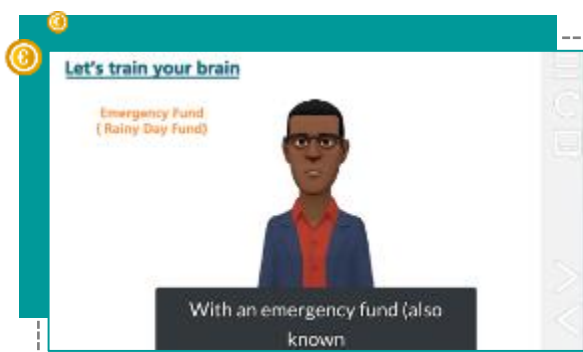 Let's train your brain
Emergency Fund
( Rainy Day Fund)
With an emergency fund (also
known